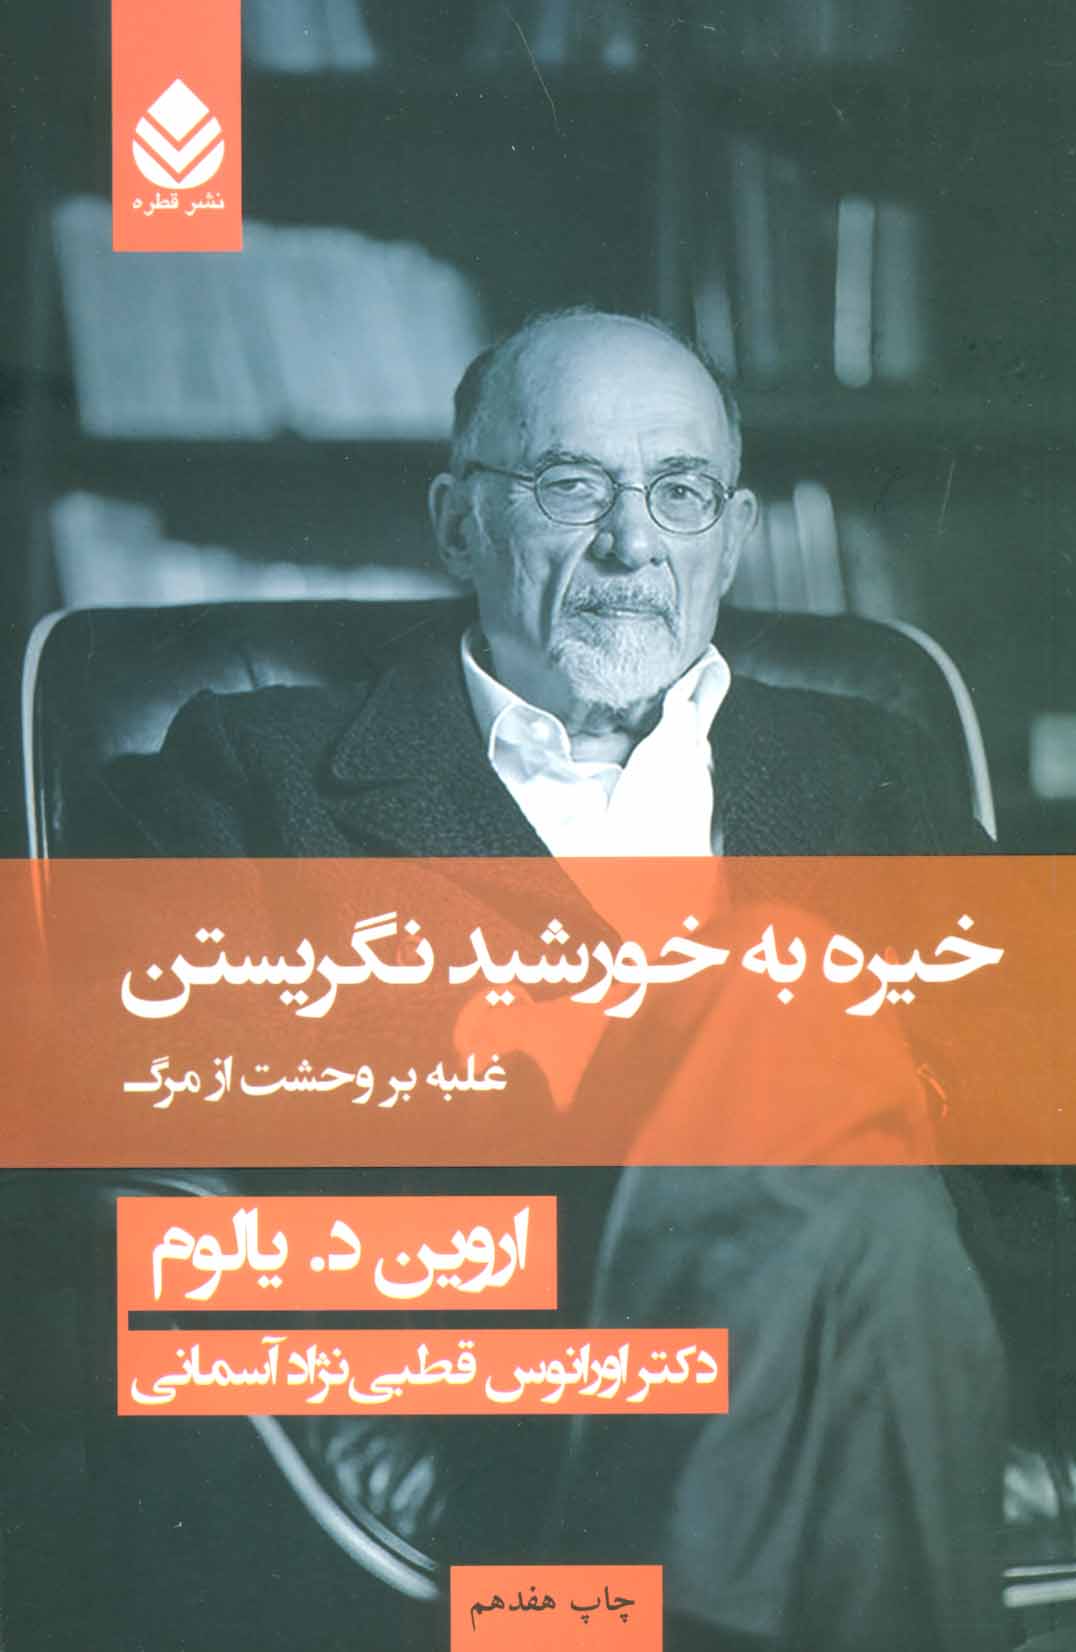 نشر قطره
خیره به خورشید نگریستن
غلبه بر وحشت از مرگ
اروین د. یالوم
دکتر اورانوس قطبی‌نژاد آسمانی
چاپ هفدهم